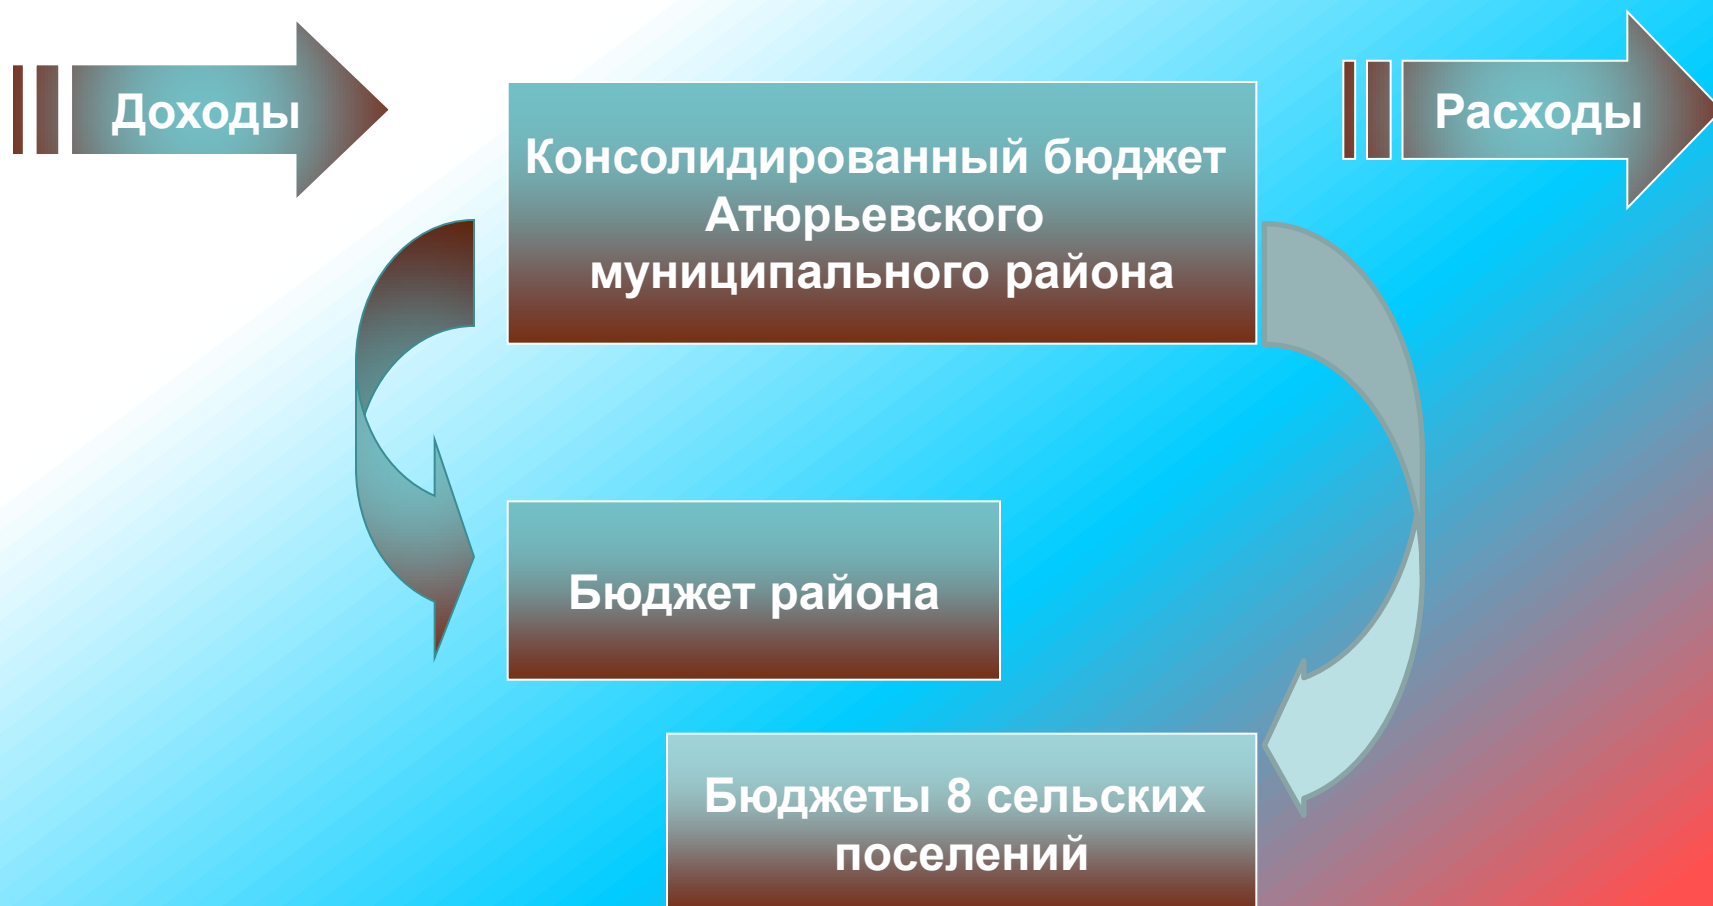 Доходы
Расходы
Консолидированный бюджет
Атюрьевского
муниципального района
Бюджет района
Бюджеты 8 сельских
поселений